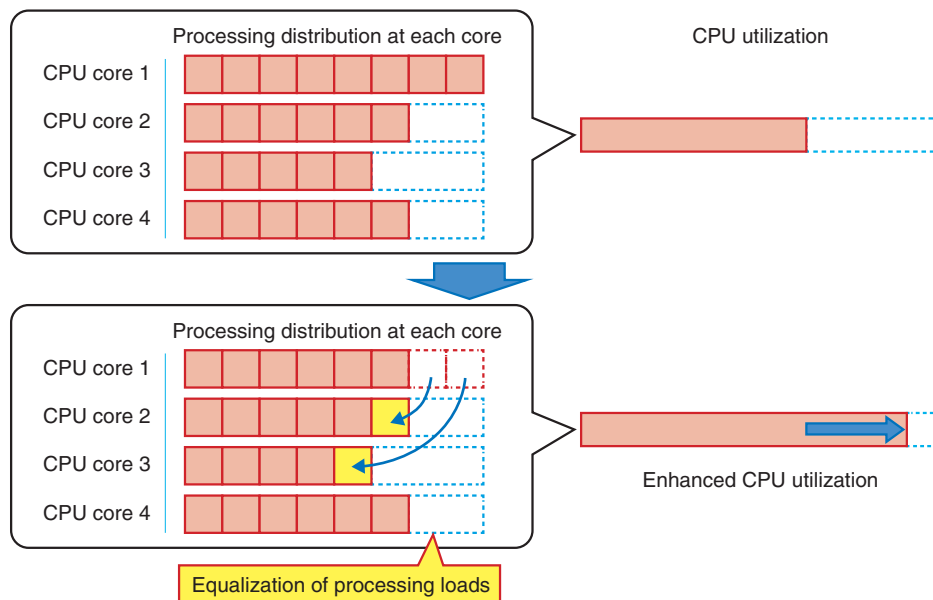 Processing distribution at each core
CPU utilization
CPU core 1
CPU core 2
CPU core 3
CPU core 4
Processing distribution at each core
CPU core 1
CPU core 2
CPU core 3
CPU core 4
Enhanced CPU utilization
Equalization of processing loads